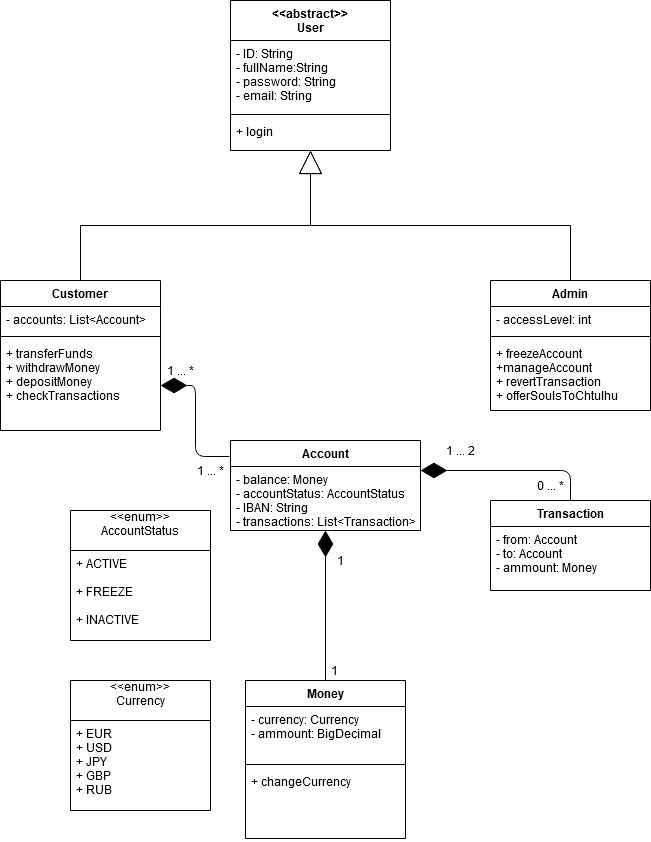 <<abstract>>
User
- ID: String
- fullName:String
- password: String
- email: String
+ login
Customer
- accounts: List<Account>
+ transferFunds
+ withdrawMoney
+ depositMoney
+ checkTransactions
Admin
- accessLevel: int
+ freezeAccount
+manageAccount
+ revertTransaction
+ offerSoulsToChtulhu
1 ... *
1 ... *
Account
- balance: Money
- accountStatus: AccountStatus
- IBAN: String
- transactions: List<Transaction>
1 ... 2
0 ... *
Transaction
- from: Account
- to: Account
- ammount: Money
<<enum>>
AccountStatus
+ ACTIVE
+ FREEZE
+ INACTIVE
1
1
<<enum>>
Currency
+ EUR
+ USD
+ JPY
+ GBP
+ RUB
Money
- currency: Currency
- ammount: BigDecimal
+ changeCurrency